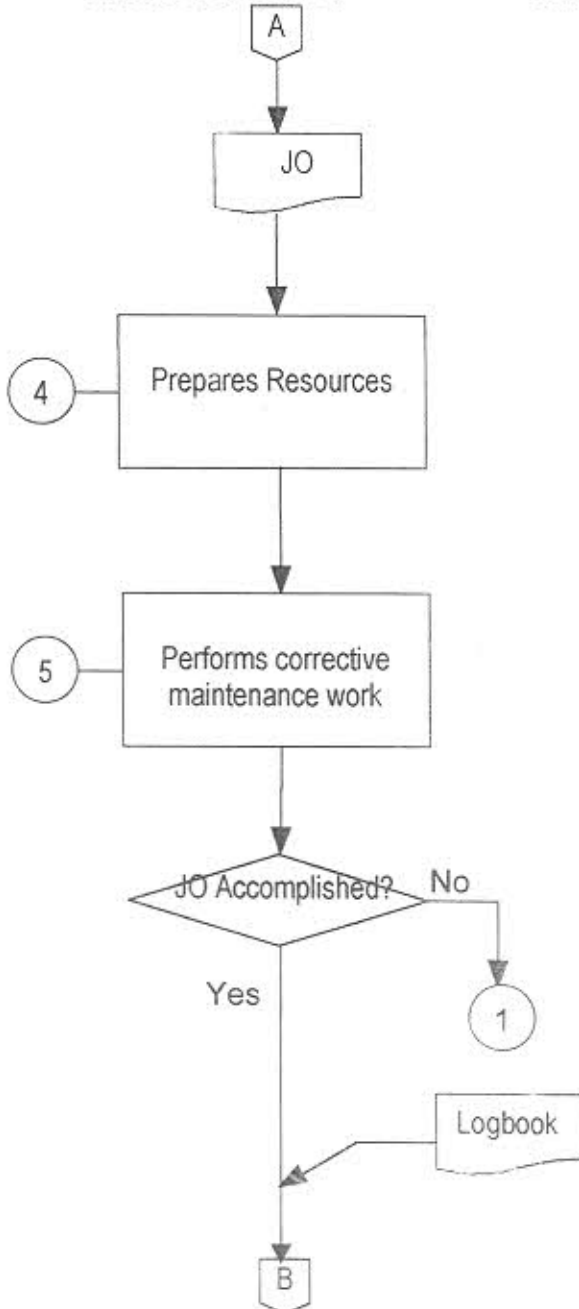 A
JO
Prepares Resources
4
Performs corrective
maintenance work
5
JO Accomplished?
No
Yes
1
Logbook
B